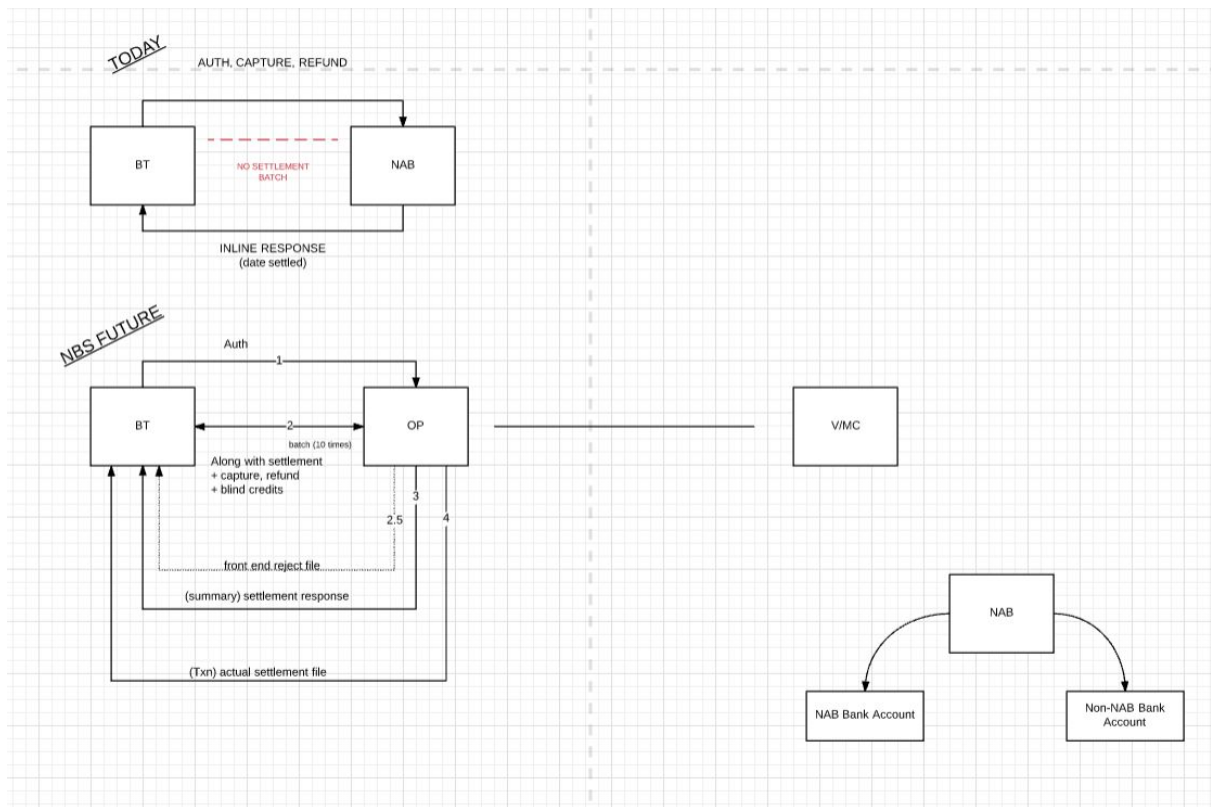 TODAY
AUTH, CAPTURE, REFUND
BT
NO SETTLEMENT
BATCH
NAB
INLINE RESPONSE
(date settled)
NBS FUTURE
Auth
1
BT
2
OP
V/MC
batch (10 times)
Along with settlement
+ capture, refund
+ blind credits
3
2.5
4
front end reject file
(summary) settlement response
(Txn) actual settlement file
NAB
NAB Bank Account
Non-NAB Bank
Account